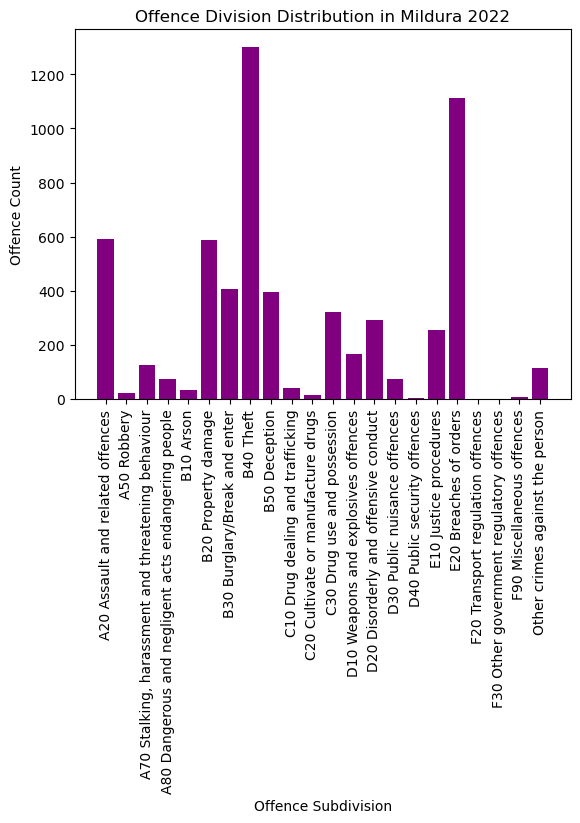 Offence Division Distribution in Mildura 2022
Offence Count
1200
1000
800
600
400
200
0
A20 Assault and related offences
A50 Robbery
A70 Stalking, harassment and threatening behaviour
A80 Dangerous and negligent acts endangering people
B10 Arson
B20 Property damage
B30 Burglary/Break and enter
B40 Theft
B50 Deception
C10 Drug dealing and trafficking
C20 Cultivate or manufacture drugs
C30 Drug use and possession
D10 Weapons and explosives offences
D20 Disorderly and offensive conduct
D30 Public nuisance offences
D40 Public security offences
E10 Justice procedures
E20 Breaches of orders
F20 Transport regulation offences
F30 Other government regulatory offences
F90 Miscellaneous offences
Other crimes against the person
Offence Subdivision